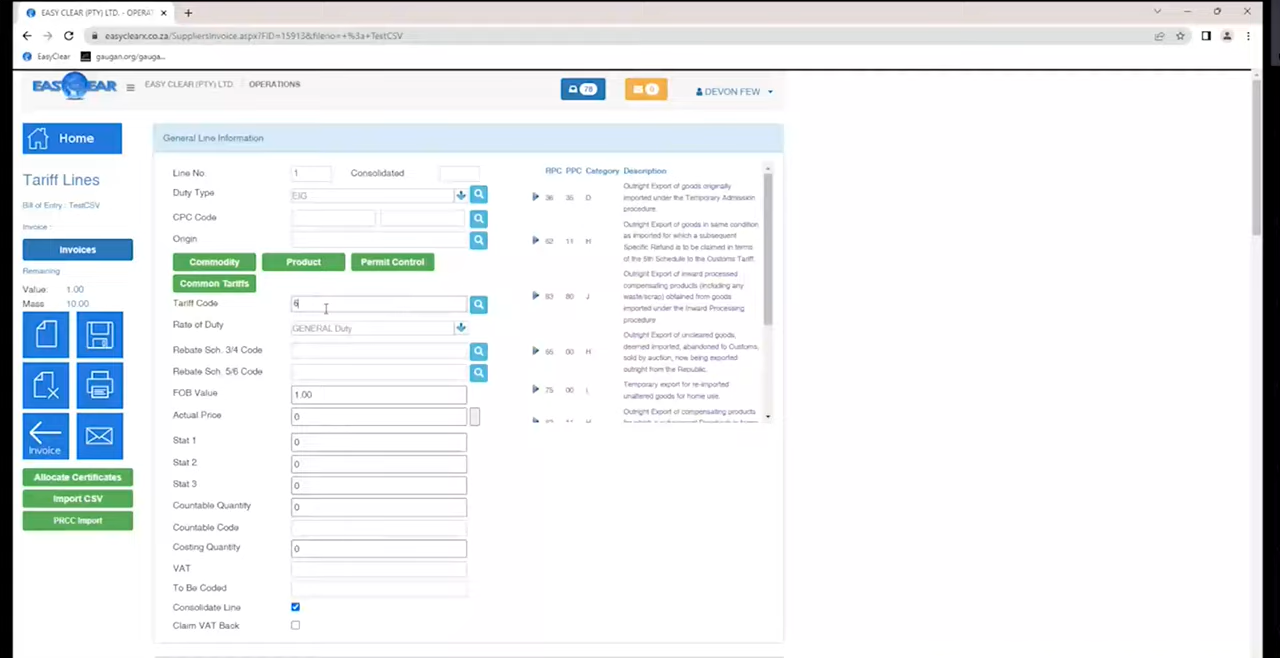 EASY CLEAR (PTY) LTD. - OPERAT
easyclearx.co.za/SuppliersInvoice.aspx?FID=15913&fileno=+%3a+TestCSV
EasyClear
gaugan.org/gauga...
EASY CLEAR
EASY CLEAR (PTY) LTD. OPERATIONS
78
0
DEVON FEW
Home
Tariff Lines
Bill of Entry : TestCSV
Invoice :
Invoices
Remaining
Value: 1.00
Mass 10.00
Invoice
Allocate Certificates
Import CSV
PRCC Import
General Line Information
Line No. 1 Consolidated
Duty Type EIG
CPC Code
Origin
Commodity Product Permit Control
Common Tariffs
Tariff Code 6
Rate of Duty GENERAL Duty
Rebate Sch. 3/4 Code
Rebate Sch. 5/6 Code
FOB Value 1.00
Actual Price 0
Stat 1 0
Stat 2 0
Stat 3 0
Countable Quantity 0
Countable Code
Costing Quantity 0
VAT
To Be Coded
Consolidate Line
Claim VAT Back
RPC PPC Category Description
36 35 D
Outright Export of goods originally
imported under the Temporary Admission
procedure.
62 11 H
Outright Export of goods in same condition
as imported for which a subsequent
Specific Refund is to be claimed in terms
of the 5th Schedule to the Customs Tariff.
63 80 J
Outright Export of inward processed
compensating products (including any
waste/scrap) obtained from goods
imported under the Inward Processing
procedure
66 00 H
Outright Export of uncleared goods,
deemed imported, abandoned to Customs,
sold by auction, now being exported
outright from the Republic.
75 00 I
Temporary export for re-imported
unaltered goods for home use.
Outright Export of compensating products